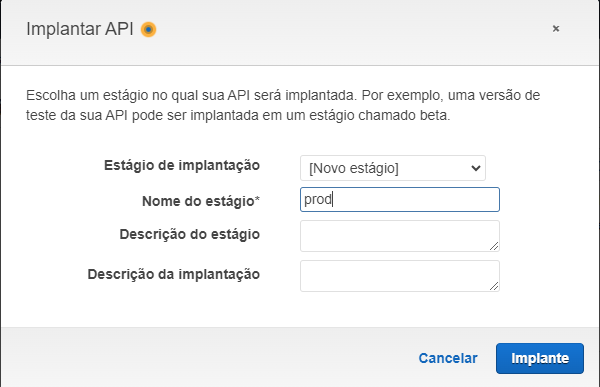 Implantar API
×
Escolha um estágio no qual sua API será implantada. Por exemplo, uma versão de
teste da sua API pode ser implantada em um estágio chamado beta.
Estágio de implantação [Novo estágio]
Nome do estágio* prod
Descrição do estágio
Descrição da implantação
Cancelar Implante